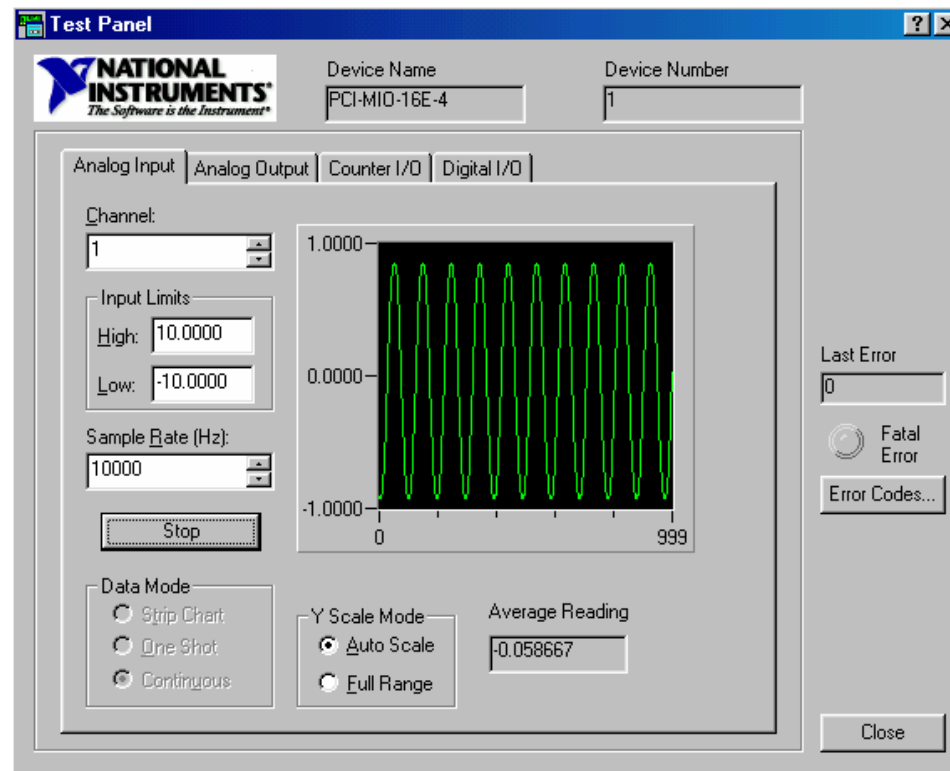 Test Panel
NATIONAL
INSTRUMENTS®
The Software is the Instrument®
Device Name
PCI-MIO-16E-4
Device Number
1
Analog Input
Analog Output
Counter I/O
Digital I/O
Channel:
1
Input Limits
High: 10.0000
Low: -10.0000
Sample Rate (Hz):
10000
Stop
1.0000
0.0000
-1.0000
0
999
Data Mode
Strip Chart
One Shot
Continuous
Y Scale Mode
Auto Scale
Full Range
Average Reading
-0.058667
Last Error
0
Fatal
Error
Error Codes...
Close